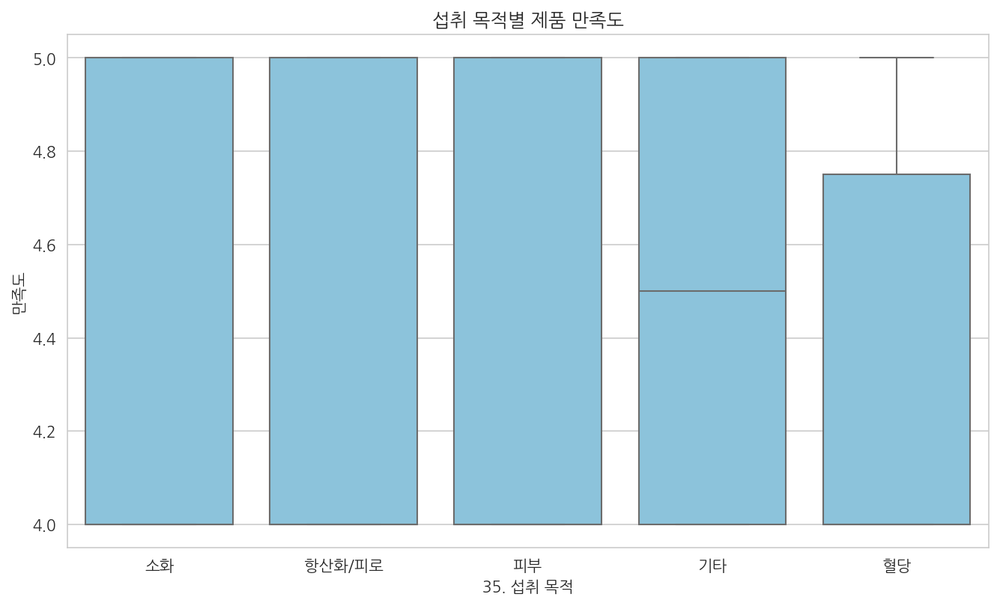 섭취 목적별 제품 만족도
만족도
5.0
4.8
4.6
4.4
4.2
4.0
소화 항산화/피로 피부 기타 혈당
35. 섭취 목적